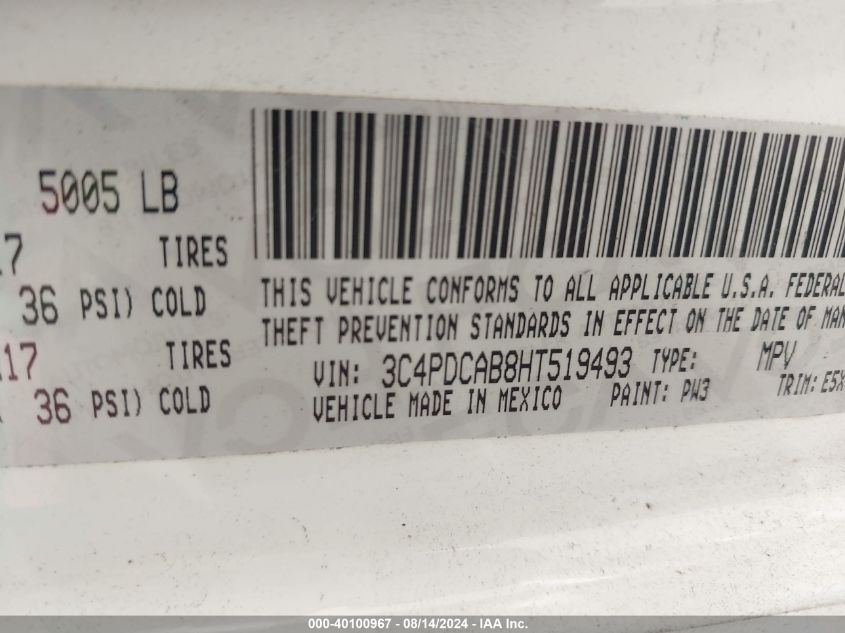 5005 LB
17 TIRES
36 PSI) COLD
17 TIRES
36 PSI) COLD
THIS VEHICLE CONFORMS TO ALL APPLICABLE U.S.A. FEDERAL
THEFT PREVENTION STANDARDS IN EFFECT ON THE DATE OF MAN
VIN: 3C4PDCAB8HT519493 TYPE: MPV
VEHICLE MADE IN MEXICO PAINT: PW3 TRIM: E5X
000-40100967 - 08/14/2024 - IAA Inc.